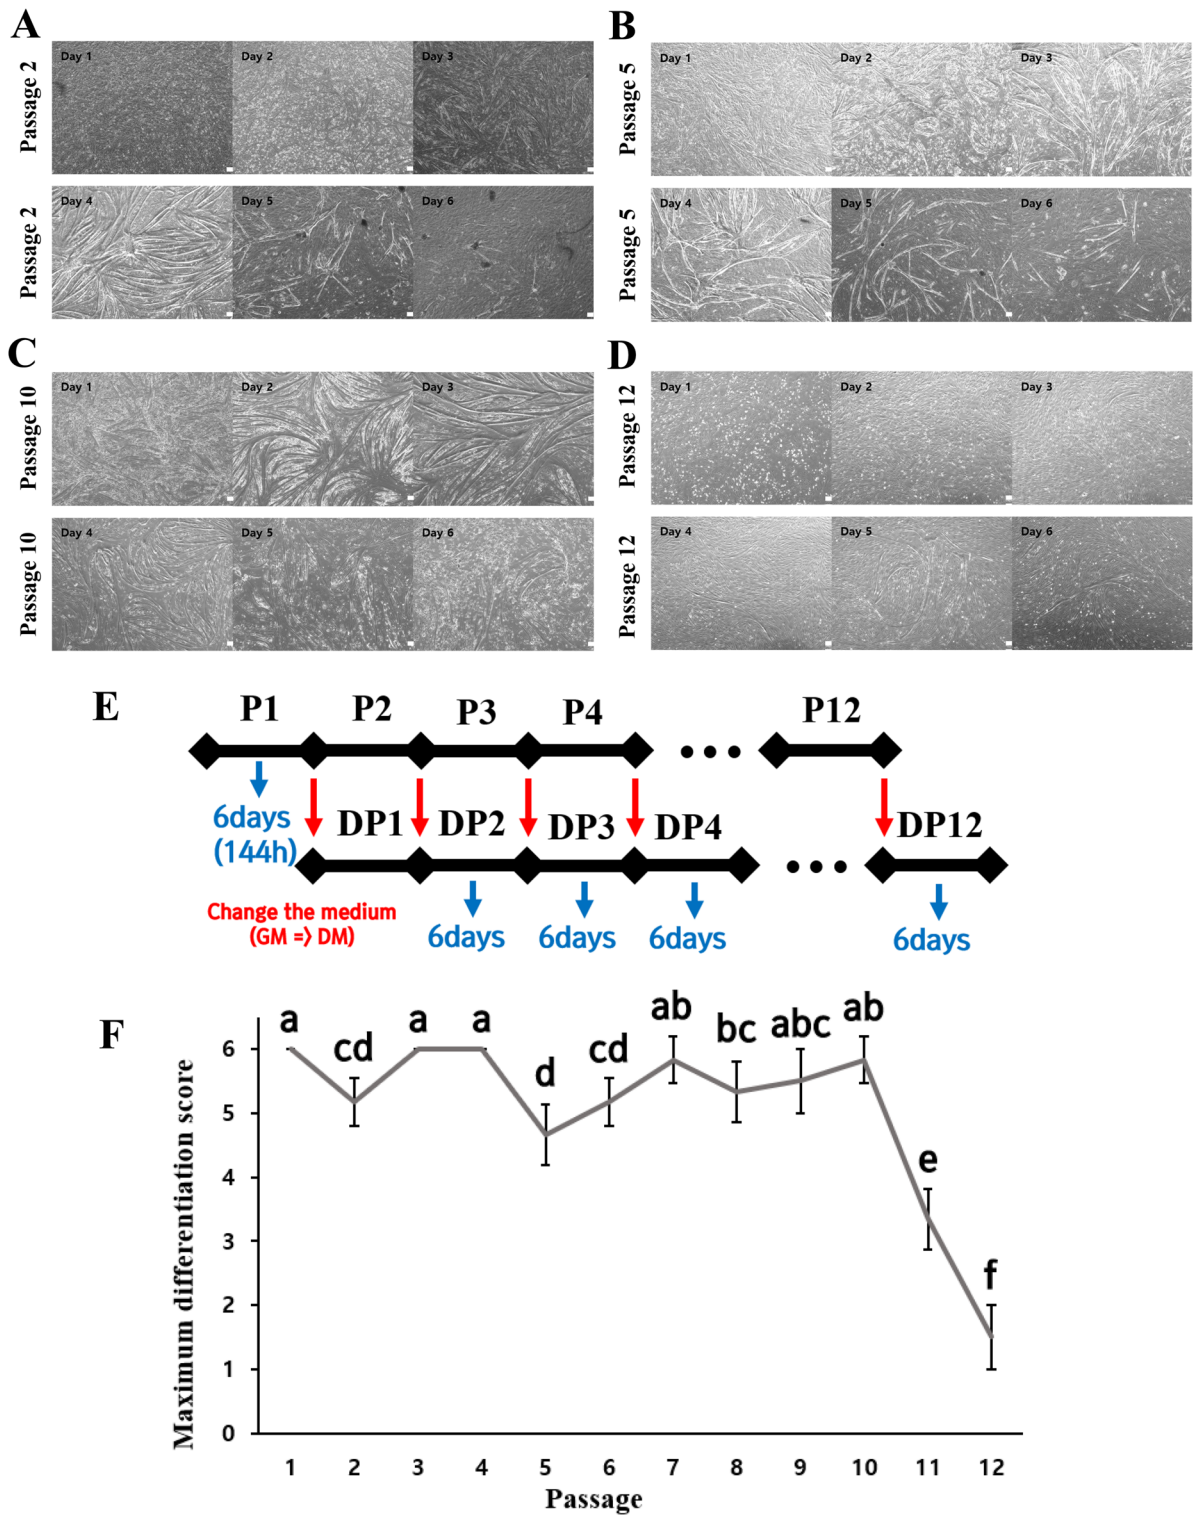 A
Passage 2
Day 1
Day 2
Day 3
Passage 2
Day 4
Day 5
Day 6
B
Passage 5
Day 1
Day 2
Day 3
Passage 5
Day 4
Day 5
Day 6
C
Passage 10
Day 1
Day 2
Day 3
Passage 10
Day 4
Day 5
Day 6
D
Passage 12
Day 1
Day 2
Day 3
Passage 12
Day 4
Day 5
Day 6
E
P1 P2 P3 P4 P12
6days
(144h)
DP1 DP2 DP3 DP4 DP12
Change the medium
(GM => DM)
6days 6days 6days 6days
F
Maximum differentiation score
6
5
4
3
2
1
0
a cd a a d cd ab bc abc ab e f
1 2 3 4 5 6 7 8 9 10 11 12
Passage